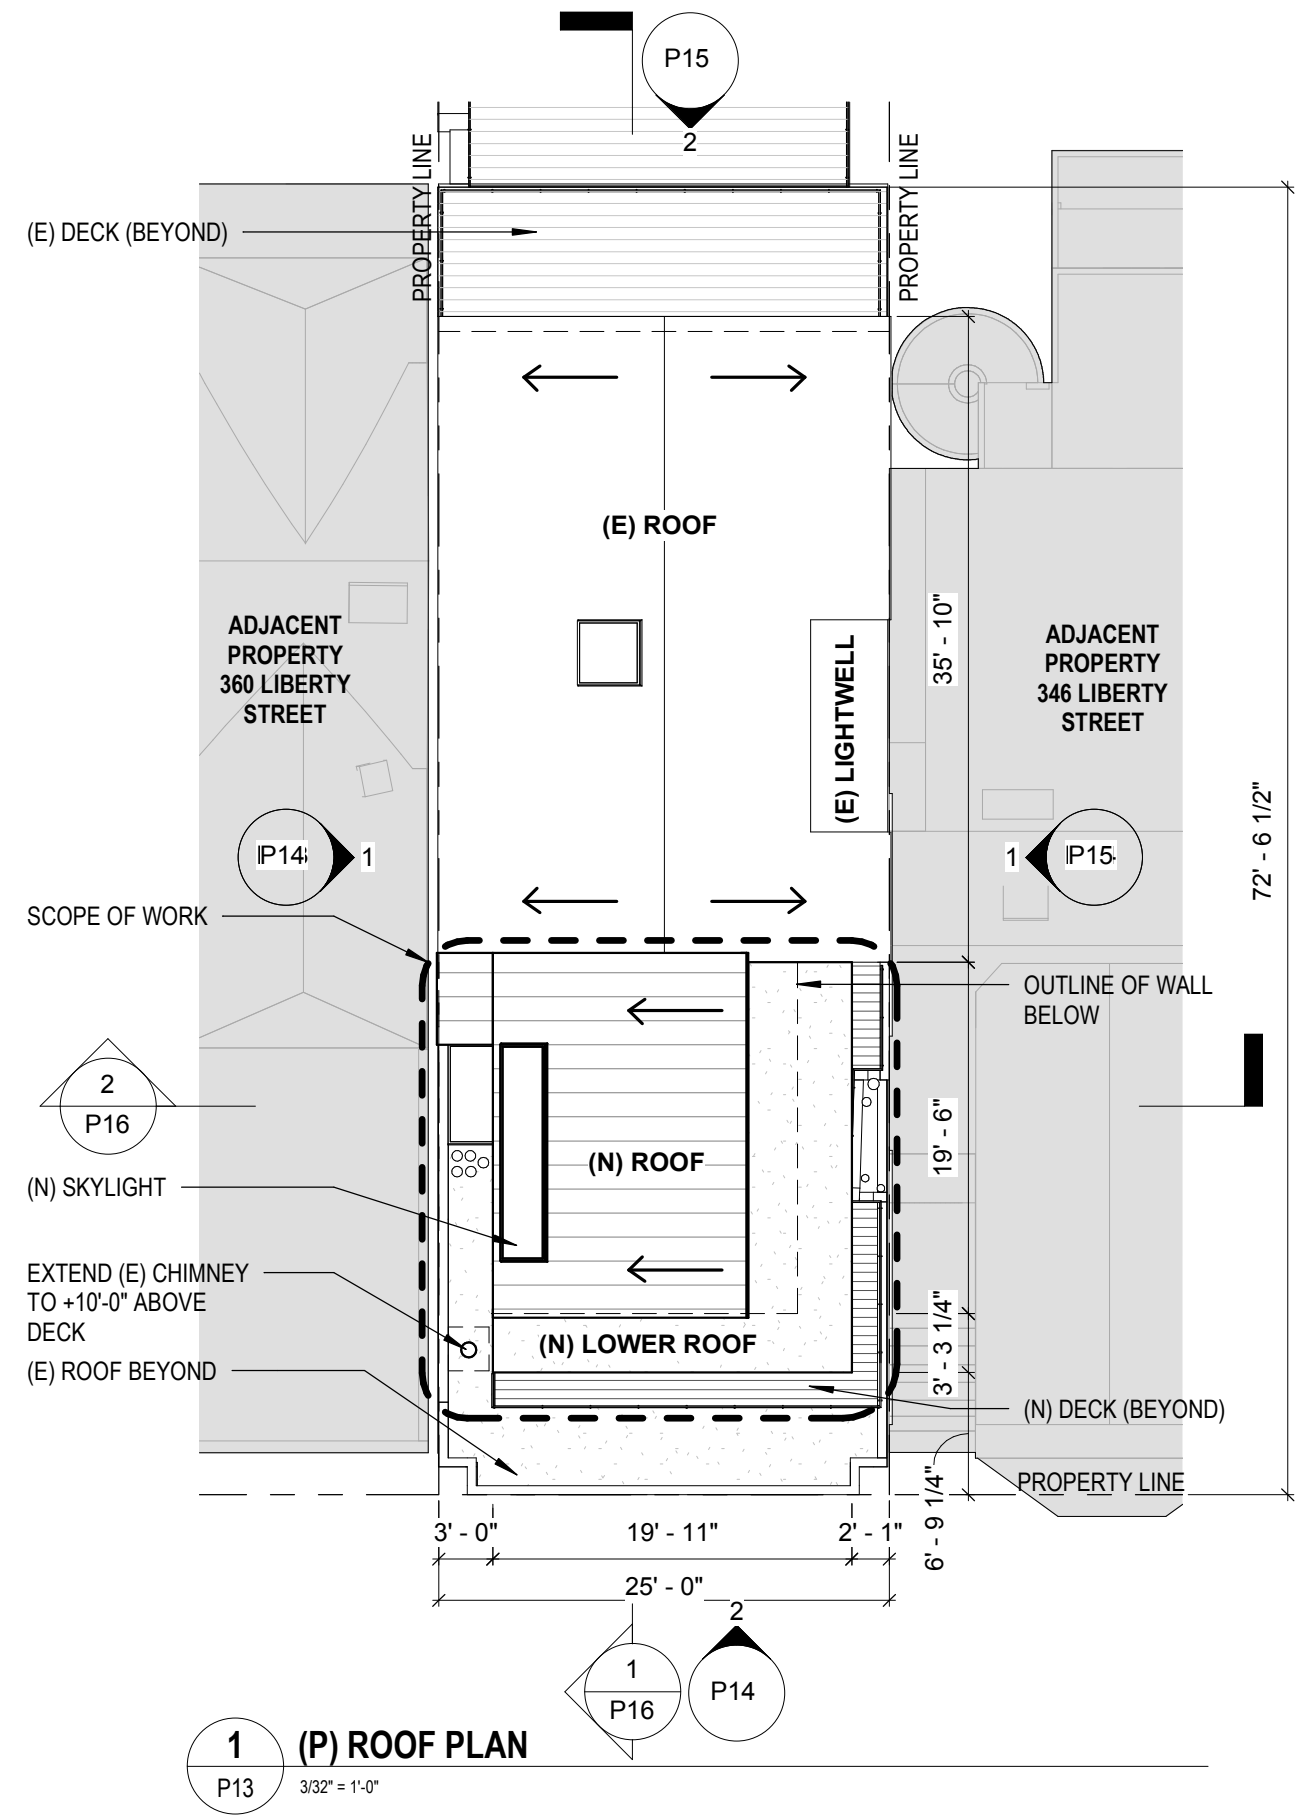 P15
2
PROPERTY LINE
PROPERTY LINE
(E) DECK (BEYOND)
(E) ROOF
35' - 10"
ADJACENT
PROPERTY
360 LIBERTY
STREET
(E) LIGHTWELL
ADJACENT
PROPERTY
346 LIBERTY
STREET
72' - 6 1/2"
P14
1
1
P15
SCOPE OF WORK
OUTLINE OF WALL
BELOW
2
P16
19' - 6"
(N) ROOF
(N) SKYLIGHT
EXTEND (E) CHIMNEY
TO +10'-0" ABOVE
DECK
(N) LOWER ROOF
3' - 3 1/4"
(E) ROOF BEYOND
(N) DECK (BEYOND)
PROPERTY LINE
6' - 9 1/4"
3' - 0"
19' - 11"
2' - 1"
25' - 0"
2
1
P16
P14
1
P13
(P) ROOF PLAN
3/32" = 1'-0"